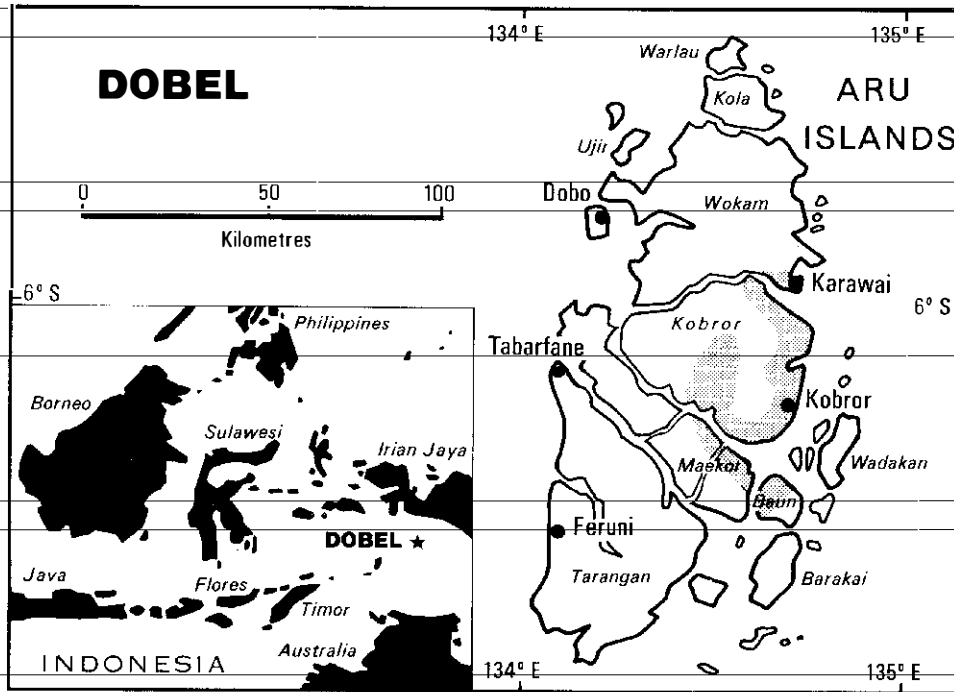 134° E
135° E
DOBEL
Warlau
Kola
ARU
ISLANDS
Ujir
0 50 100
Kilometres
Dobo
Wokam
Karawai
6° S
6° S
Kobror
Tabarfane
Kobror
Philippines
Borneo
Sulawesi
Irian Jaya
Maekor
Wadakan
Baun
DOBEL
Feruni
Java
Flores
Tarangan
Barakai
Timor
Australia
INDONESIA
134° E
135° E